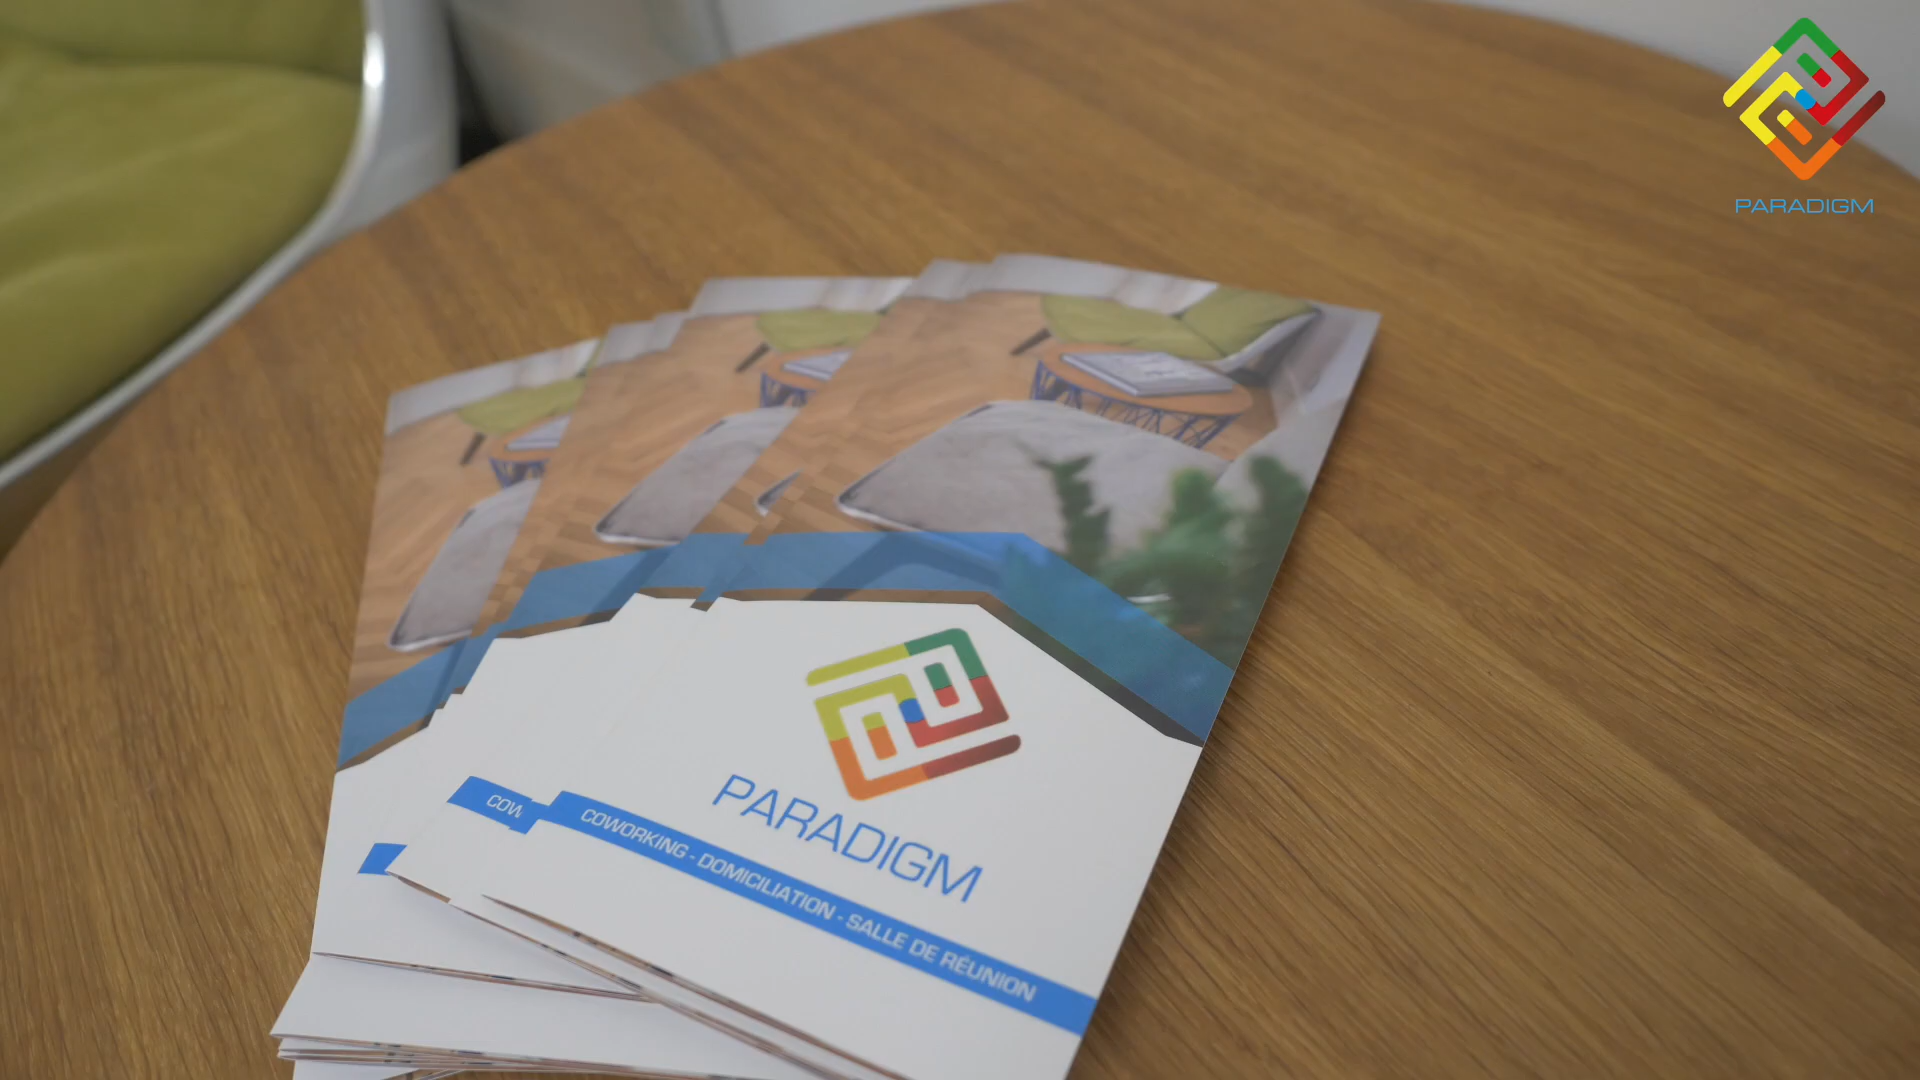 PARADIGM
PARADIGM
COW
COWORKING - DOMICILIATION - SALLE DE RÉUNION